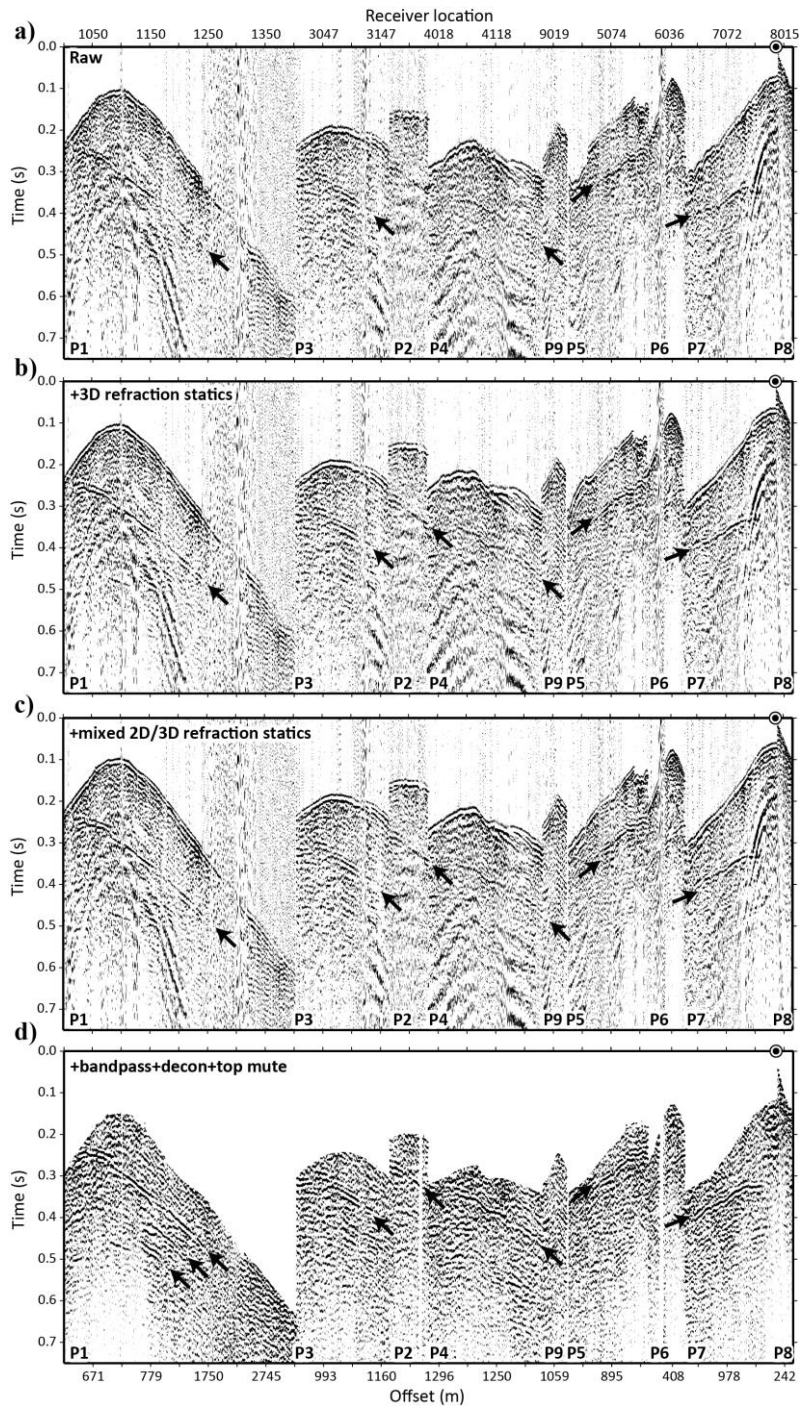 Receiver location
1050 1150 1250 1350 3047 3147 4018 4118 9019 5074 6036 7072 8015
a)
Raw
0.0
0.1
0.2
0.3
0.4
0.5
0.6
0.7
Time (s)
P1 P3 P2 P4 P9 P5 P6 P7 P8
b)
+3D refraction statics
0.0
0.1
0.2
0.3
0.4
0.5
0.6
0.7
Time (s)
P1 P3 P2 P4 P9 P5 P6 P7 P8
c)
+mixed 2D/3D refraction statics
0.0
0.1
0.2
0.3
0.4
0.5
0.6
0.7
Time (s)
P1 P3 P2 P4 P9 P5 P6 P7 P8
d)
+bandpass+decon+top mute
0.0
0.1
0.2
0.3
0.4
0.5
0.6
0.7
Time (s)
P1 P3 P2 P4 P9 P5 P6 P7 P8
671 779 1750 2745 993 1160 1296 1250 1059 895 408 978 242
Offset (m)